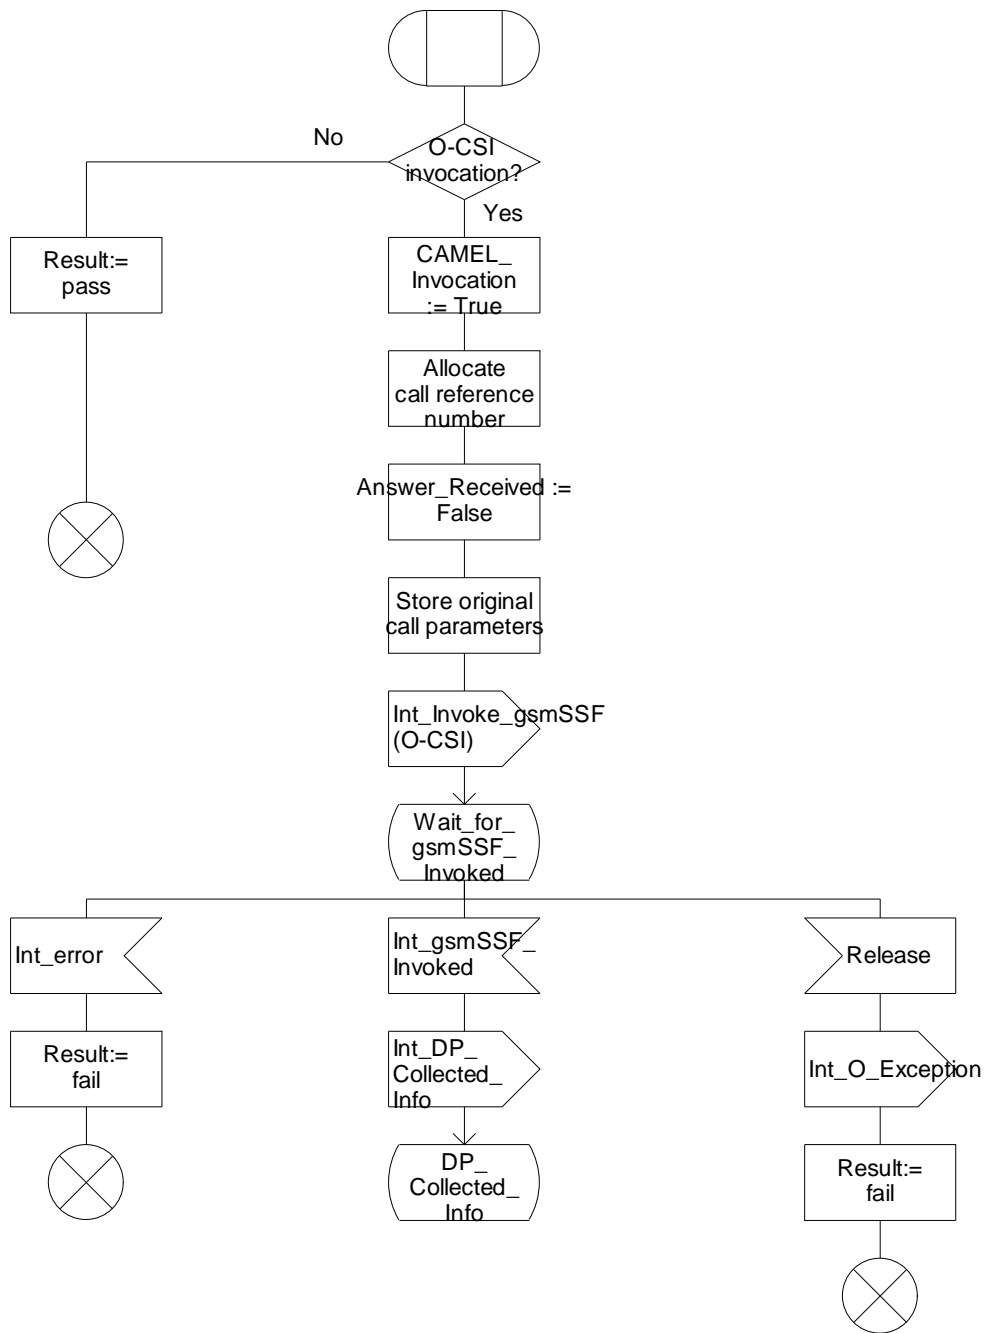 No
O-CSI
invocation?
Yes
Result:=
pass
CAMEL_
Invocation
:= True
Allocate
call reference
number
Answer_Received :=
False
Store original
call parameters
Int_Invoke_gsmSSF
(O-CSI)
Wait_for_
gsmSSF_
Invoked
Int_error
Int_gsmSSF_
Invoked
Release
Result:=
fail
Int_DP_
Collected_
Info
Int_O_Exception
DP_
Collected_
Info
Result:=
fail